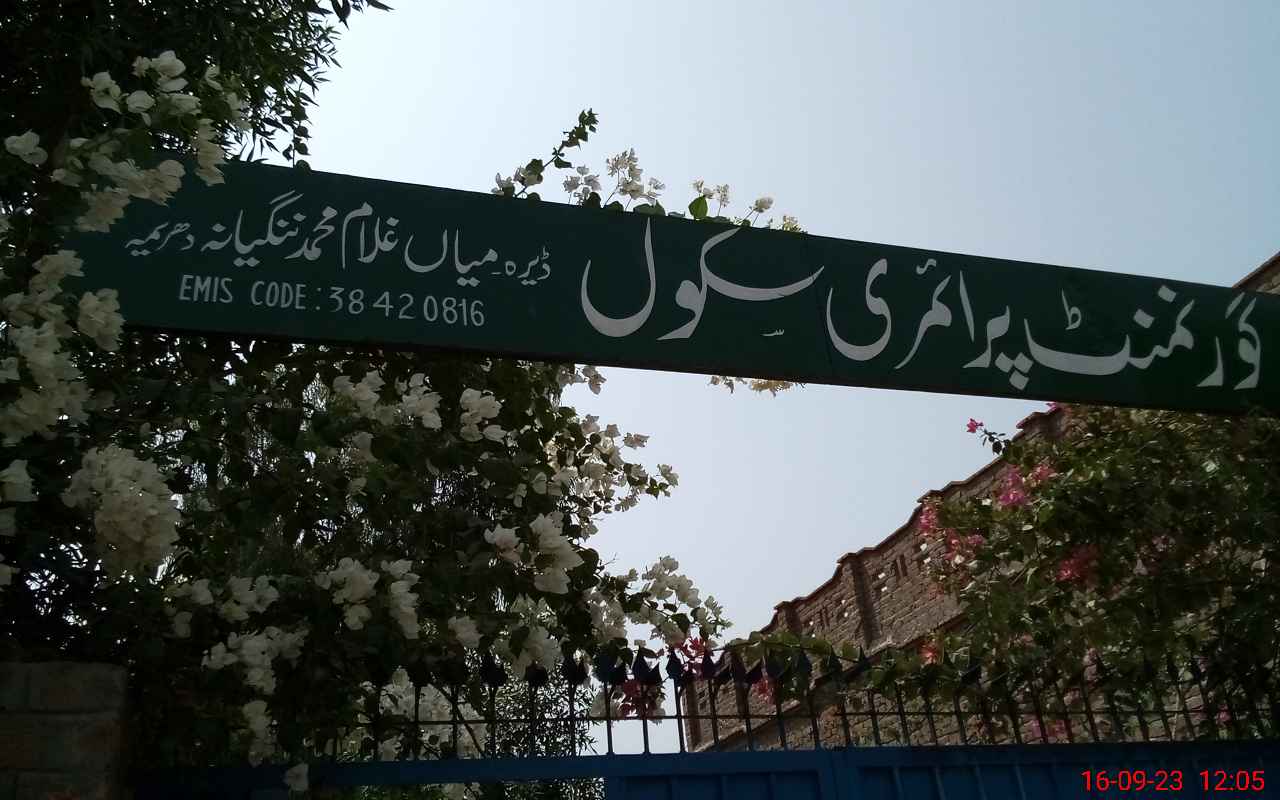 گورنمنٹ پرائمری سکول
ڈیرہ میاں غلام محمد ننگیانہ دھریمہ
EMIS CODE: 38420816
16-09-23 12:05